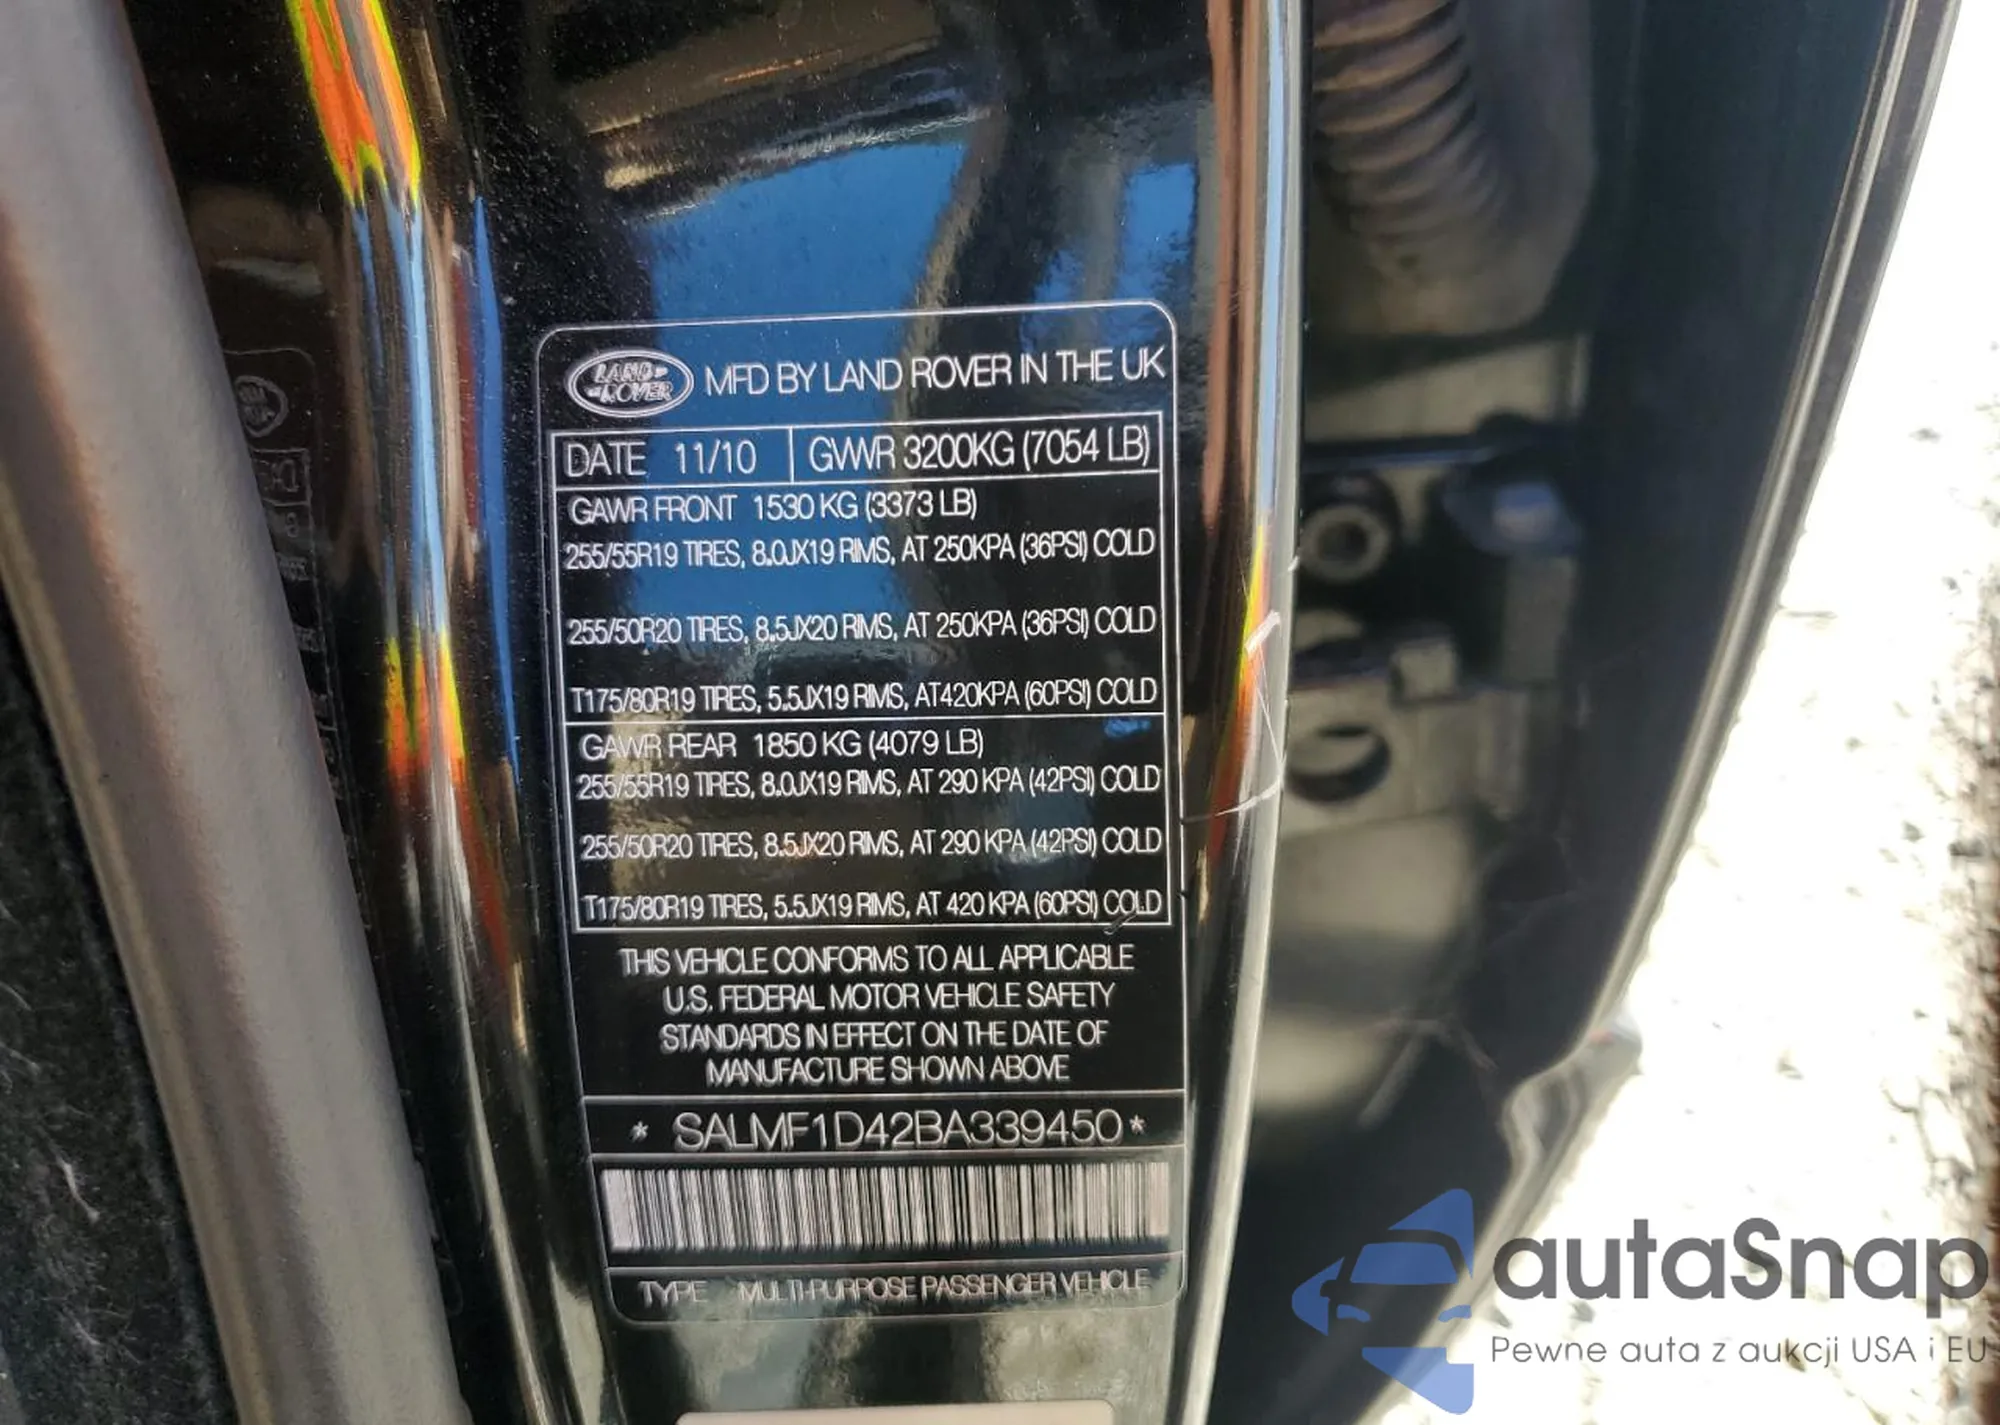 LAND
ROVER
MFD BY LAND ROVER IN THE UK
DATE 11/10 GVWR 3200KG (7054 LB)
GAWR FRONT 1530 KG (3373 LB)
255/55R19 TIRES, 8.0JX19 RIMS, AT 250KPA (36PSI) COLD
255/50R20 TIRES, 8.5JX20 RIMS, AT 250KPA (36PSI) COLD
T175/80R19 TIRES, 5.5JX19 RIMS, AT420KPA (60PSI) COLD
GAWR REAR 1850 KG (4079 LB)
255/55R19 TIRES, 8.0JX19 RIMS, AT 290 KPA (42PSI) COLD
255/50R20 TIRES, 8.5JX20 RIMS, AT 290 KPA (42PSI) COLD
T175/80R19 TIRES, 5.5JX19 RIMS, AT 420 KPA (60PSI) COLD
THIS VEHICLE CONFORMS TO ALL APPLICABLE
U.S. FEDERAL MOTOR VEHICLE SAFETY
STANDARDS IN EFFECT ON THE DATE OF
MANUFACTURE SHOWN ABOVE
* SALMF1D42BA339450 *
TYPE MULTI-PURPOSE PASSENGER VEHICLE
autaSnap
Pewne auta z aukcji USA i EU